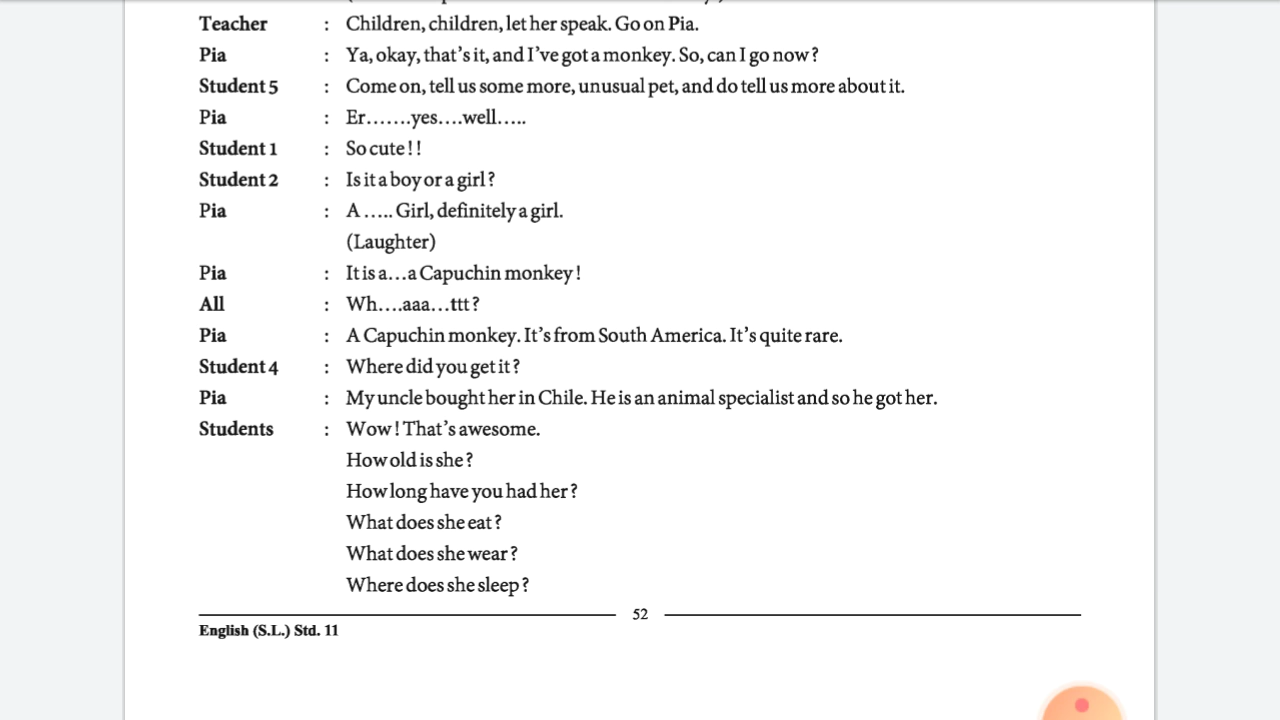 Teacher : Children, children, let her speak. Go on Pia.
Pia : Ya, okay, that's it, and I've got a monkey. So, can I go now?
Student 5 : Come on, tell us some more, unusual pet, and do tell us more about it.
Pia : Er.......yes....well.....
Student 1 : So cute!!
Student 2 : Is it a boy or a girl?
Pia : A ..... Girl, definitely a girl.
(Laughter)
Pia : It is a...a Capuchin monkey!
All : Wh....aaa...ttt?
Pia : A Capuchin monkey. It's from South America. It's quite rare.
Student 4 : Where did you get it?
Pia : My uncle bought her in Chile. He is an animal specialist and so he got her.
Students : Wow! That's awesome.
How old is she?
How long have you had her?
What does she eat?
What does she wear?
Where does she sleep?
52
English (S.L.) Std. 11